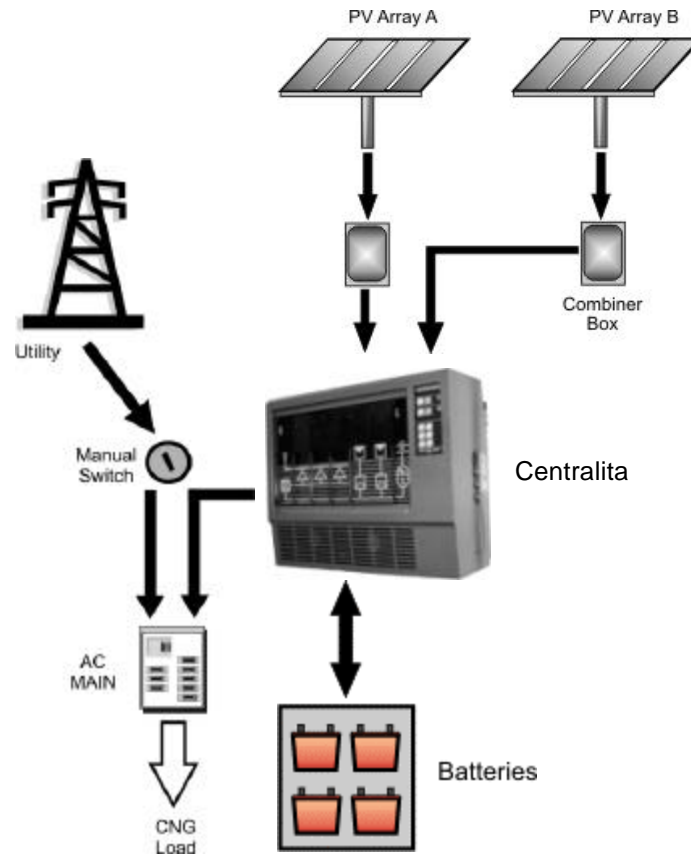 PV Array A
PV Array B
Combiner
Box
Utility
Manual
Switch
Centralita
AC
MAIN
Batteries
CNG
Load